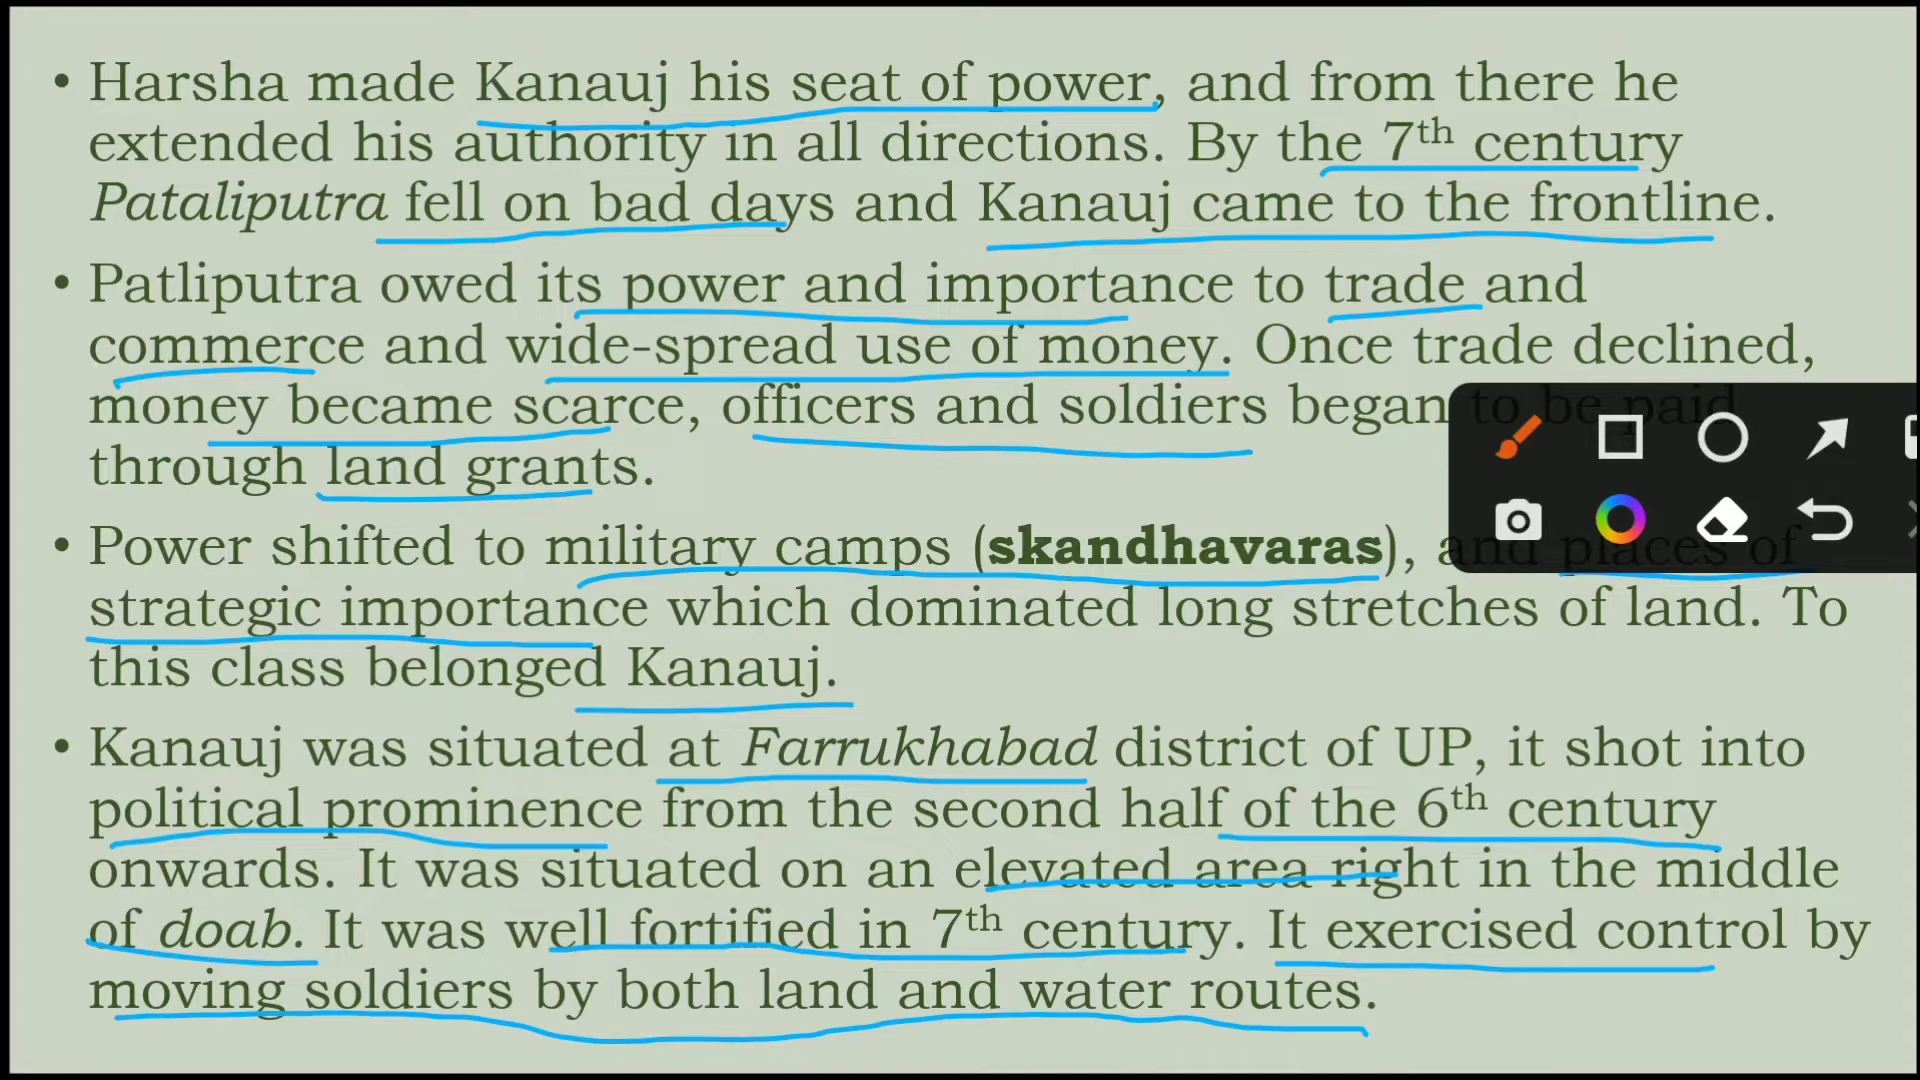 • Harsha made Kanauj his seat of power, and from there he
extended his authority in all directions. By the 7th century
Pataliputra fell on bad days and Kanauj came to the frontline.
• Patliputra owed its power and importance to trade and
commerce and wide-spread use of money. Once trade declined,
money became scarce, officers and soldiers began to be paid
through land grants.
• Power shifted to military camps (skandhavaras), and places of
strategic importance which dominated long stretches of land. To
this class belonged Kanauj.
• Kanauj was situated at Farrukhabad district of UP, it shot into
political prominence from the second half of the 6th century
onwards. It was situated on an elevated area right in the middle
of doab. It was well fortified in 7th century. It exercised control by
moving soldiers by both land and water routes.